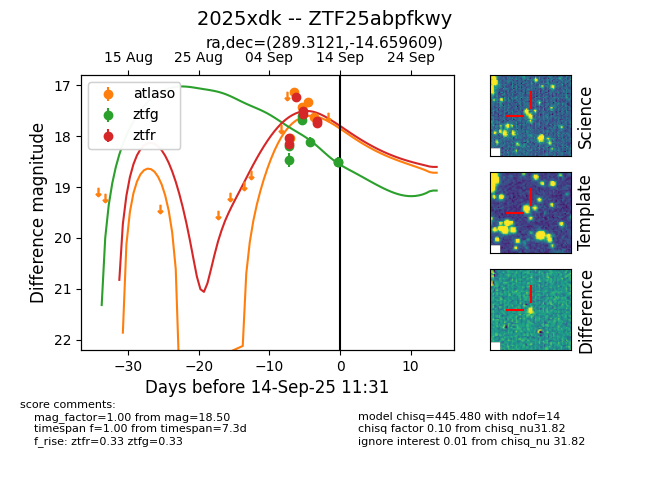 2025xdk -- ZTF25abpfkwy
ra,dec=(289.3121,-14.659609)
15 Aug 25 Aug 04 Sep 14 Sep 24 Sep
atlaso
ztfg
ztfr
17
18
19
20
21
22
Difference magnitude
−30 −20 −10 0 10
Days before 14-Sep-25 11:31
Science
Template
Difference
score comments:
mag_factor=1.00 from mag=18.50
timespan f=1.00 from timespan=7.3d
f_rise: ztfr=0.33 ztfg=0.33
model chisq=445.480 with ndof=14
chisq factor 0.10 from chisq_nu31.82
ignore interest 0.01 from chisq_nu 31.82